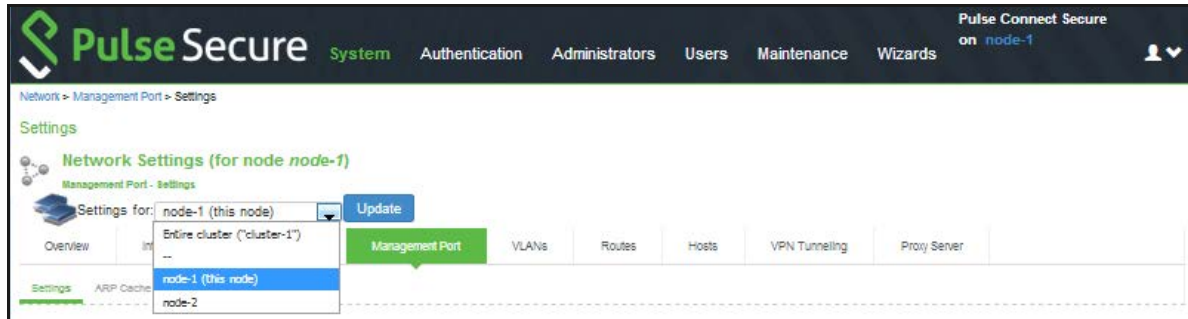 Pulse Connect Secure
Pulse Secure System Authentication Administrators Users Maintenance Wizards on node-1
Network > Management Port > Settings
Settings
Network Settings (for node node-1)
Management Port - Settings
Settings for: node-1 (this node) Update
Entire cluster ("cluster-1")
Overview Management Port VLANs Routes Hosts VPN Tunneling Proxy Server
--
node-1 (this node)
Settings ARP Cache
node-2